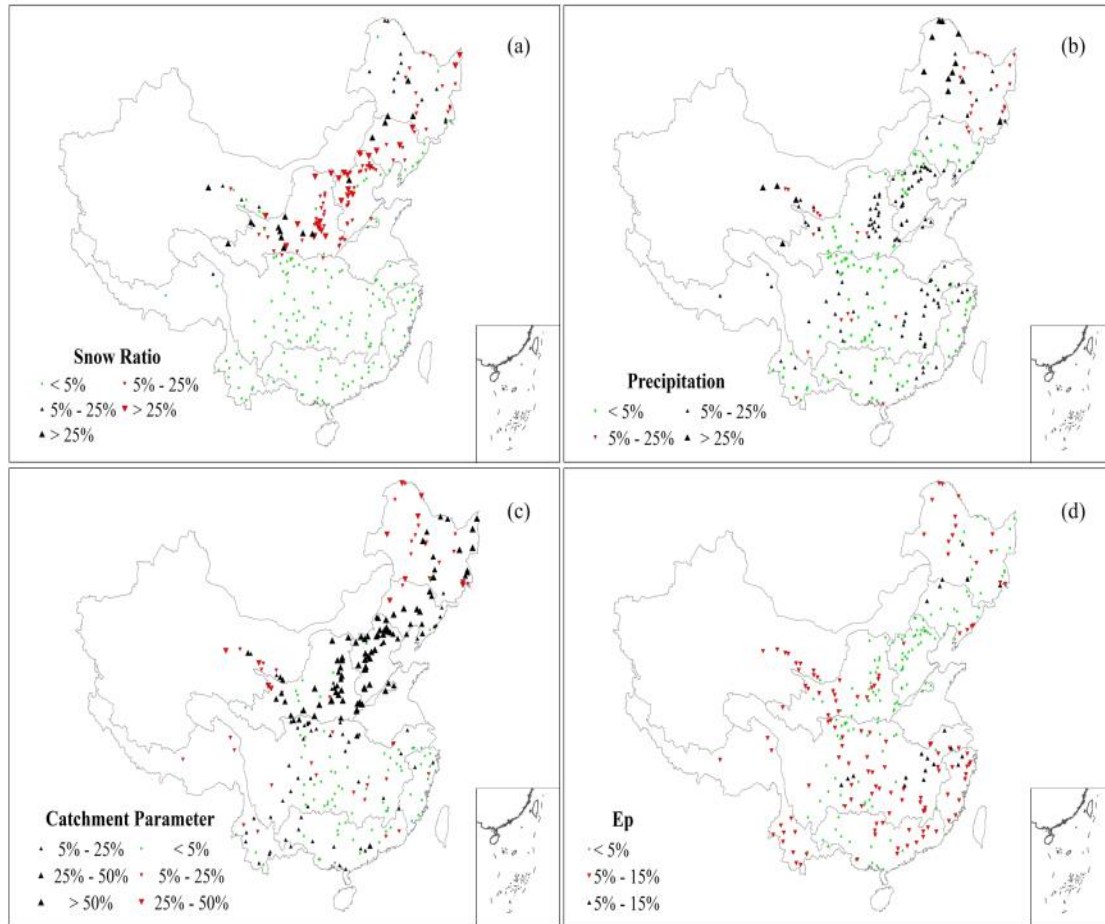 (a)
Snow Ratio
< 5% 5% - 25%
5% - 25% > 25%
> 25%
(b)
Precipitation
< 5% 5% - 25%
5% - 25% > 25%
(c)
Catchment Parameter
5% - 25% < 5%
25% - 50% 5% - 25%
> 50% 25% - 50%
(d)
Ep
< 5%
5% - 15%
5% - 15%